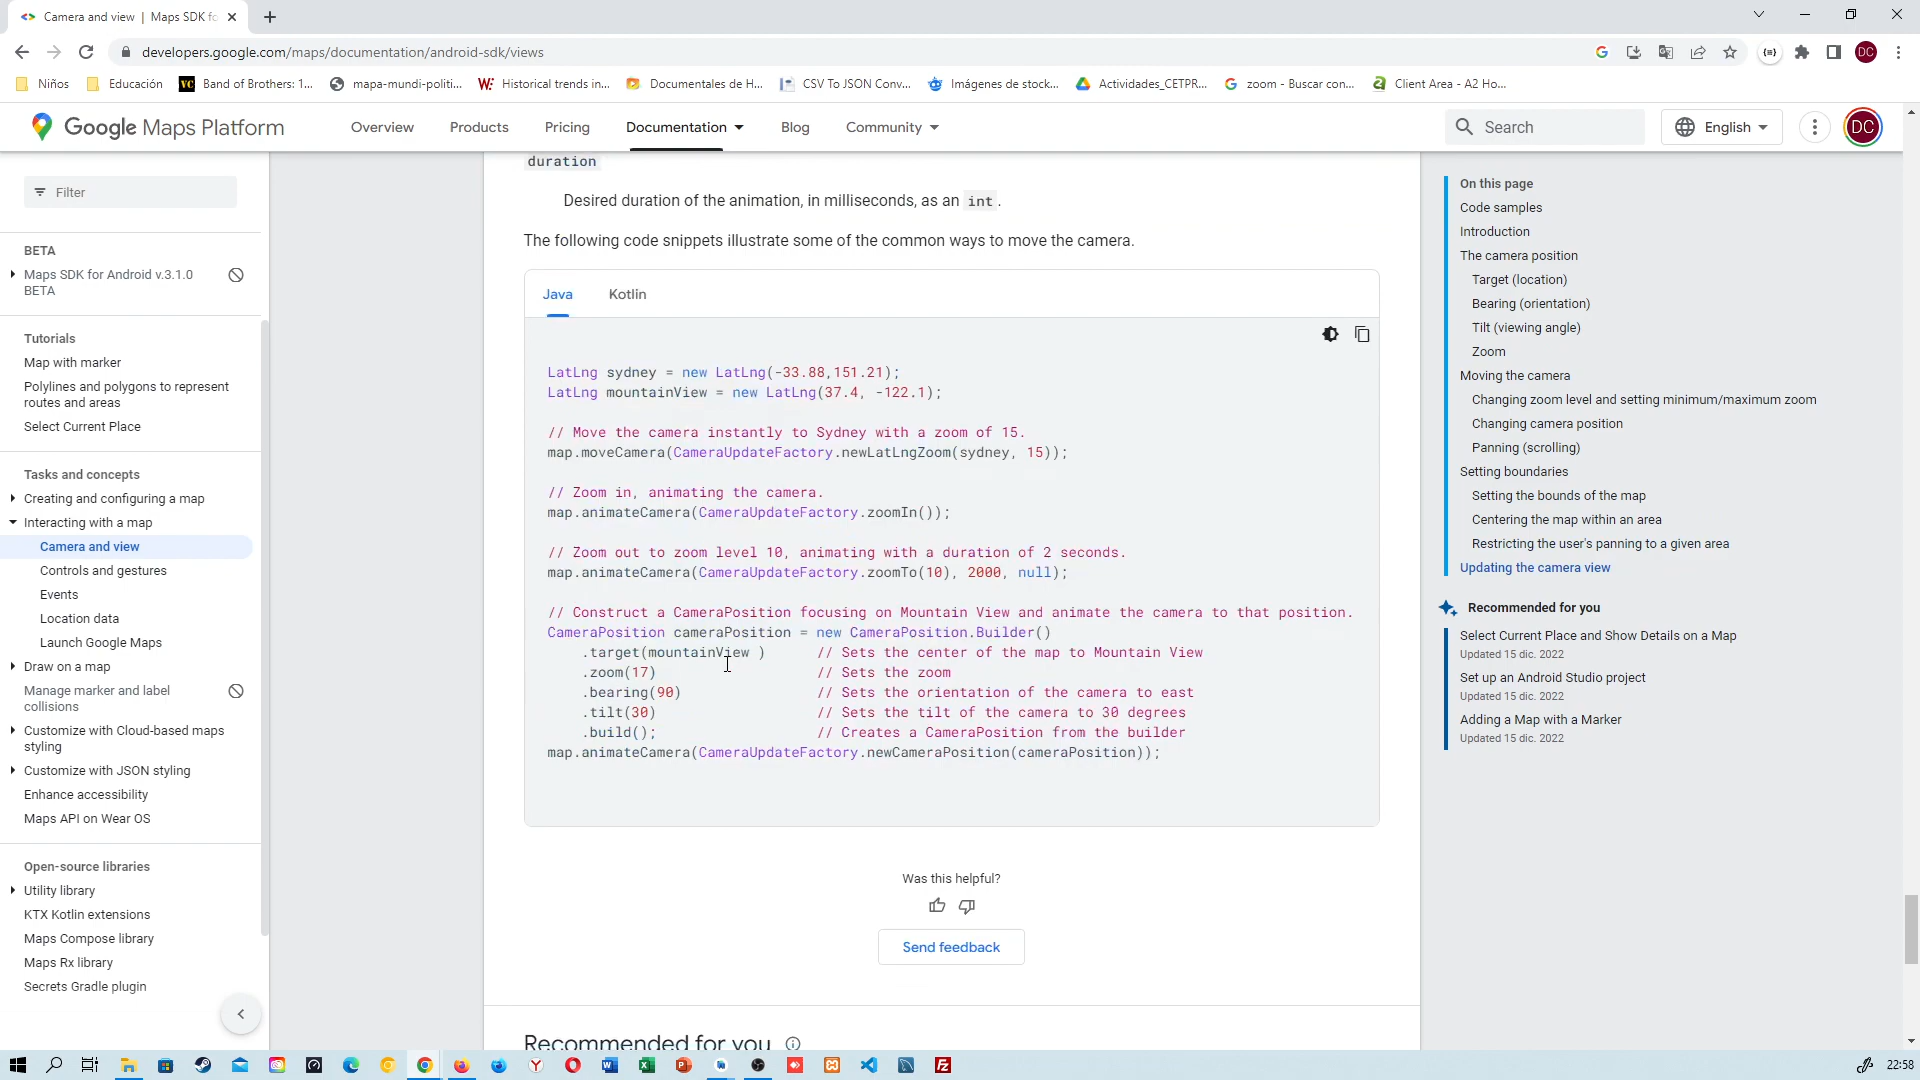 Camera and view | Maps SDK fo
developers.google.com/maps/documentation/android-sdk/views
DC
Niños
Educación
VC Band of Brothers: 1...
mapa-mundi-politi...
Historical trends in...
Documentales de H...
CSV To JSON Conv...
Imágenes de stock...
Actividades_CETPR...
zoom - Buscar con...
Client Area - A2 Ho...
Google Maps Platform
Overview
Products
Pricing
Documentation
Blog
Community
Search
English
DC
Filter
BETA
Maps SDK for Android v.3.1.0
BETA
Tutorials
Map with marker
Polylines and polygons to represent
routes and areas
Select Current Place
Tasks and concepts
Creating and configuring a map
Interacting with a map
Camera and view
Controls and gestures
Events
Location data
Launch Google Maps
Draw on a map
Manage marker and label
collisions
Customize with Cloud-based maps
styling
Customize with JSON styling
Enhance accessibility
Maps API on Wear OS
Open-source libraries
Utility library
KTX Kotlin extensions
Maps Compose library
Maps Rx library
Secrets Gradle plugin
duration
Desired duration of the animation, in milliseconds, as an int.
The following code snippets illustrate some of the common ways to move the camera.
Java
Kotlin
LatLng sydney = new LatLng(-33.88,151.21);
LatLng mountainView = new LatLng(37.4, -122.1);
// Move the camera instantly to Sydney with a zoom of 15.
map.moveCamera(CameraUpdateFactory.newLatLngZoom(sydney, 15));
// Zoom in, animating the camera.
map.animateCamera(CameraUpdateFactory.zoomIn());
// Zoom out to zoom level 10, animating with a duration of 2 seconds.
map.animateCamera(CameraUpdateFactory.zoomTo(10), 2000, null);
// Construct a CameraPosition focusing on Mountain View and animate the camera to that position.
CameraPosition cameraPosition = new CameraPosition.Builder()
.target(mountainView ) // Sets the center of the map to Mountain View
.zoom(17) // Sets the zoom
.bearing(90) // Sets the orientation of the camera to east
.tilt(30) // Sets the tilt of the camera to 30 degrees
.build(); // Creates a CameraPosition from the builder
map.animateCamera(CameraUpdateFactory.newCameraPosition(cameraPosition));
Was this helpful?
Send feedback
Recommended for you
On this page
Code samples
Introduction
The camera position
Target (location)
Bearing (orientation)
Tilt (viewing angle)
Zoom
Moving the camera
Changing zoom level and setting minimum/maximum zoom
Changing camera position
Panning (scrolling)
Setting boundaries
Setting the bounds of the map
Centering the map within an area
Restricting the user's panning to a given area
Updating the camera view
Recommended for you
Select Current Place and Show Details on a Map
Updated 15 dic. 2022
Set up an Android Studio project
Updated 15 dic. 2022
Adding a Map with a Marker
Updated 15 dic. 2022
22:58